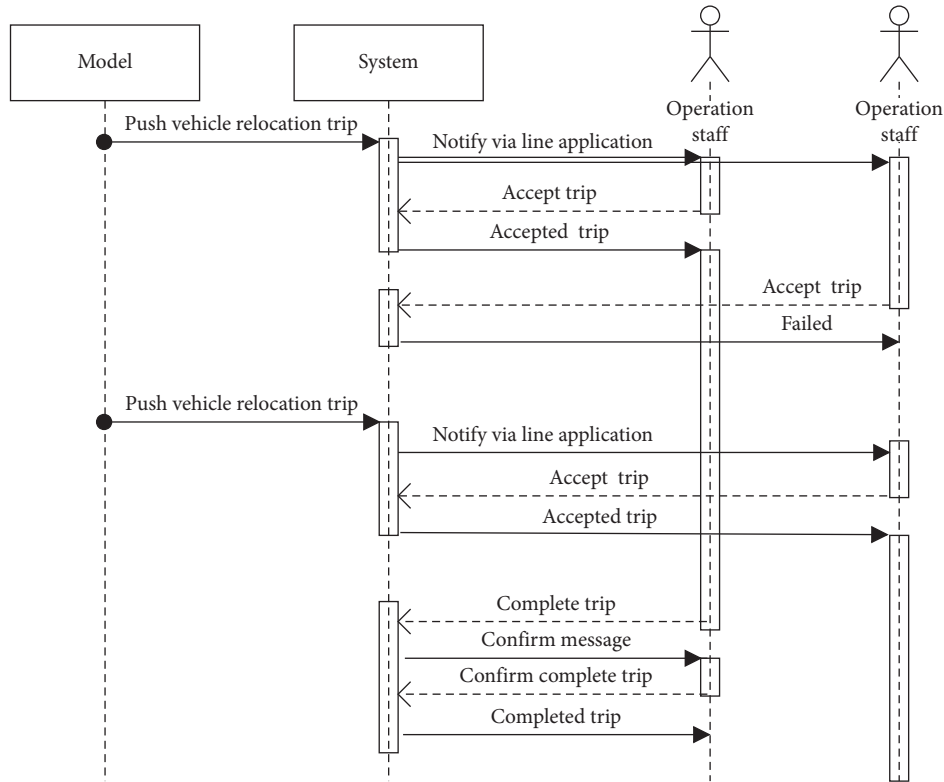 Model
System
Operation
staff
Operation
staff
Push vehicle relocation trip
Notify via line application
Accept trip
Accepted trip
Accept trip
Failed
Push vehicle relocation trip
Notify via line application
Accept trip
Accepted trip
Complete trip
Confirm message
Confirm complete trip
Completed trip